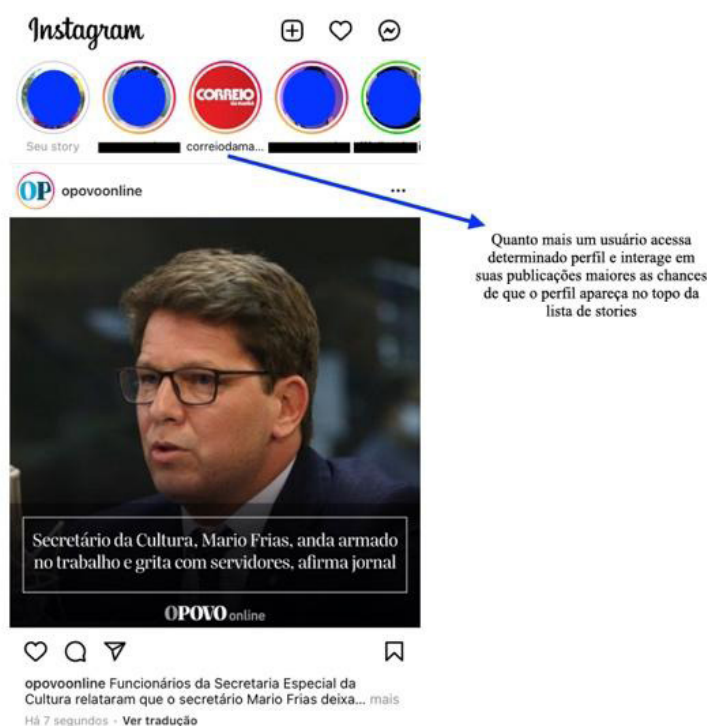 Instagram
CORREIO
Seu story
correiodama...
OP opovoonline
Quanto mais um usuário acessa
determinado perfil e interage em
suas publicações maiores as chances
de que o perfil apareça no topo da
lista de stories
Secretário da Cultura, Mario Frias, anda armado
no trabalho e grita com servidores, afirma jornal
OPOVO online
opovoonline Funcionários da Secretaria Especial da
Cultura relataram que o secretário Mario Frias deixa... mais
Há 7 segundos · Ver tradução